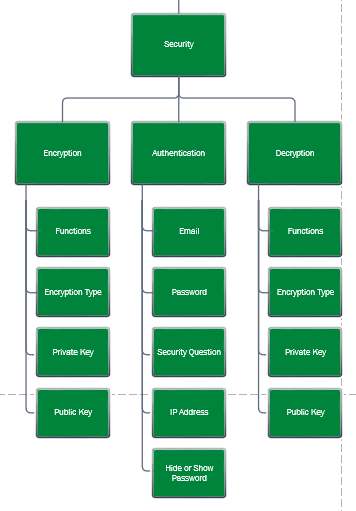 Security
Encryption
Authentication
Decryption
Functions
Email
Functions
Encryption Type
Password
Encryption Type
Private Key
Security Question
Private Key
Public Key
IP Address
Public Key
Hide or Show
Password